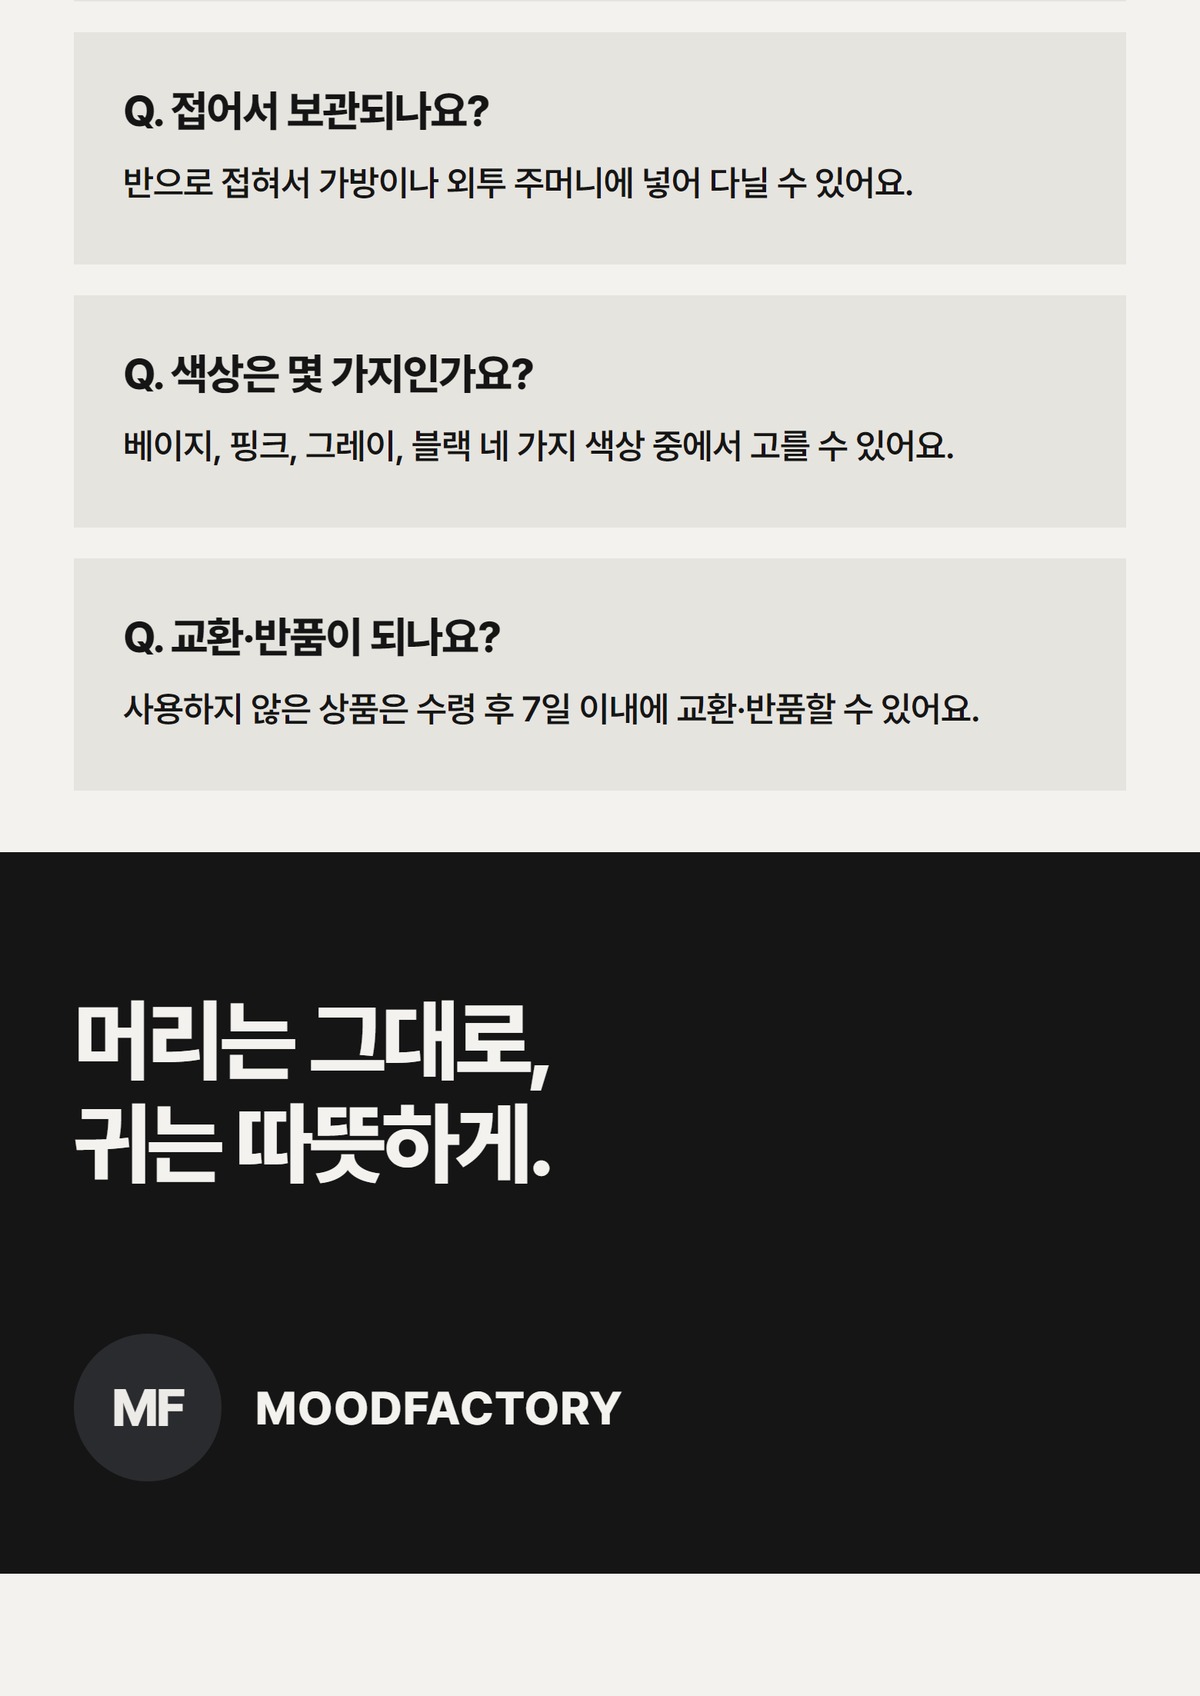 Q. 접어서 보관되나요?
반으로 접혀서 가방이나 외투 주머니에 넣어 다닐 수 있어요.
Q. 색상은 몇 가지인가요?
베이지, 핑크, 그레이, 블랙 네 가지 색상 중에서 고를 수 있어요.
Q. 교환·반품이 되나요?
사용하지 않은 상품은 수령 후 7일 이내에 교환·반품할 수 있어요.
머리는 그대로,
귀는 따뜻하게.
MF MOODFACTORY